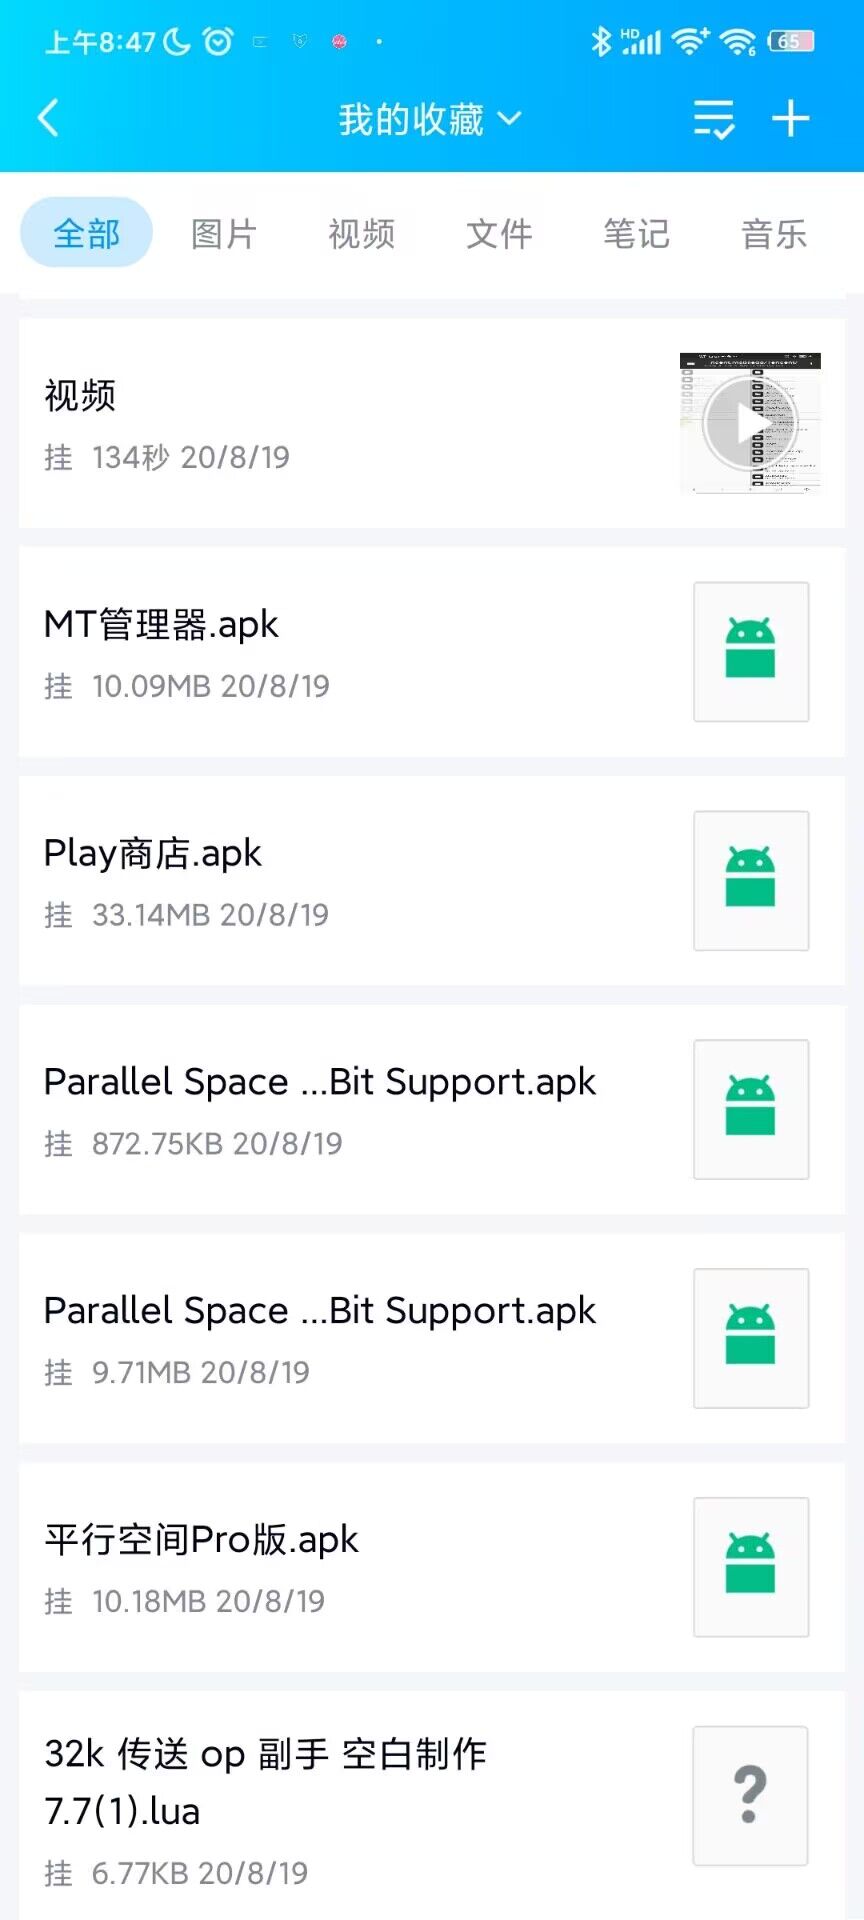 上午8:47
HD
6
65
我的收藏
全部 图片 视频 文件 笔记 音乐
视频
挂 134秒 20/8/19
MT管理器.apk
挂 10.09MB 20/8/19
Play商店.apk
挂 33.14MB 20/8/19
Parallel Space ...Bit Support.apk
挂 872.75KB 20/8/19
Parallel Space ...Bit Support.apk
挂 9.71MB 20/8/19
平行空间Pro版.apk
挂 10.18MB 20/8/19
32k 传送 op 副手 空白制作
7.7(1).lua
挂 6.77KB 20/8/19